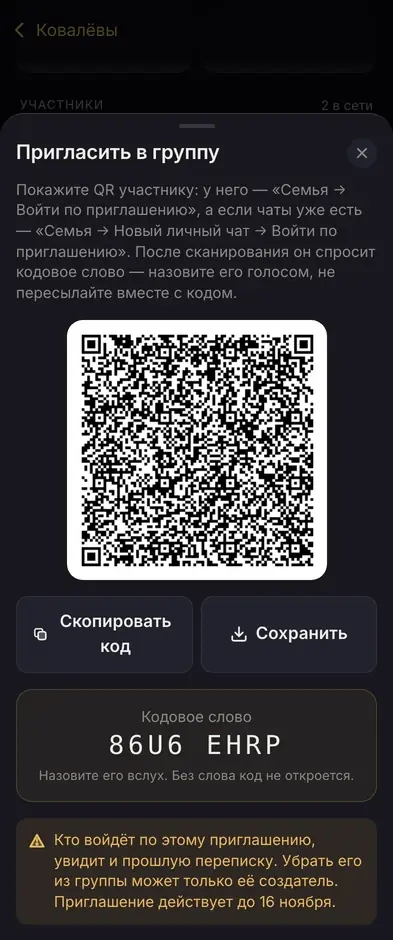 Ковалёвы
УЧАСТНИКИ
2 в сети
Пригласить в группу
Покажите QR участнику: у него — «Семья →
Войти по приглашению», а если чаты уже есть
— «Семья → Новый личный чат → Войти по
приглашению». После сканирования он спросит
кодовое слово — назовите его голосом, не
пересылайте вместе с кодом.
Скопировать
код
Сохранить
Кодовое слово
86U6 EHRP
Назовите его вслух. Без слова код не откроется.
Кто войдёт по этому приглашению,
увидит и прошлую переписку. Убрать его
из группы может только её создатель.
Приглашение действует до 16 ноября.